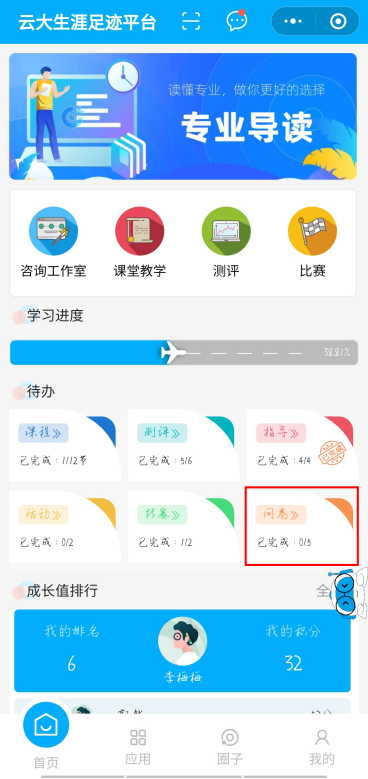 云大生涯足迹平台
读懂专业，做你更好的选择
专业导读
咨询工作室 课堂教学 测评 比赛
学习进度
38.81%
待办
课程 测评 指导
已完成：1/12节 已完成：5/6 已完成：4/4
已完成
活动 比赛 问卷
已完成：0/2 已完成：1/2 已完成：0/3
成长值排行
我的排名 我的积分
6 32
李梅梅
首页 应用 圈子 我的